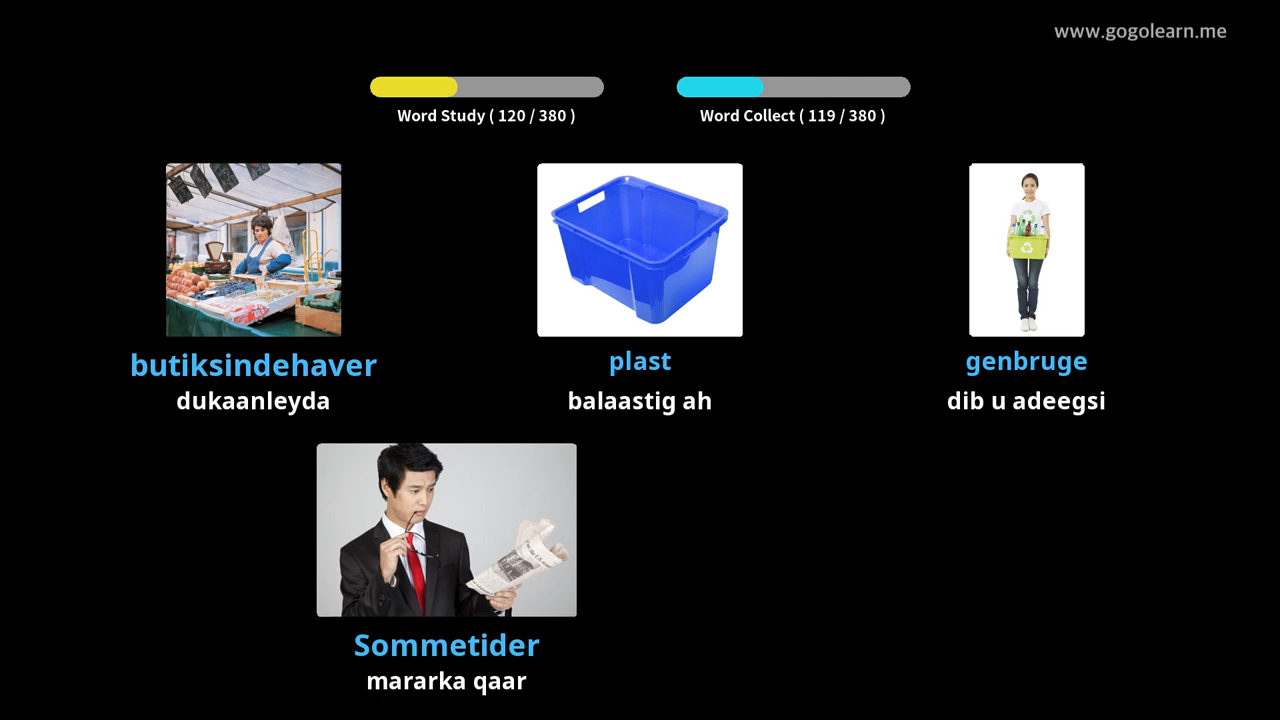 www.gogolearn.me
Word Study ( 120 / 380 )
Word Collect ( 119 / 380 )
butiksindehaver
plast
genbruge
dukaanleyda
balaastig ah
dib u adeegsi
Sommetider
mararka qaar